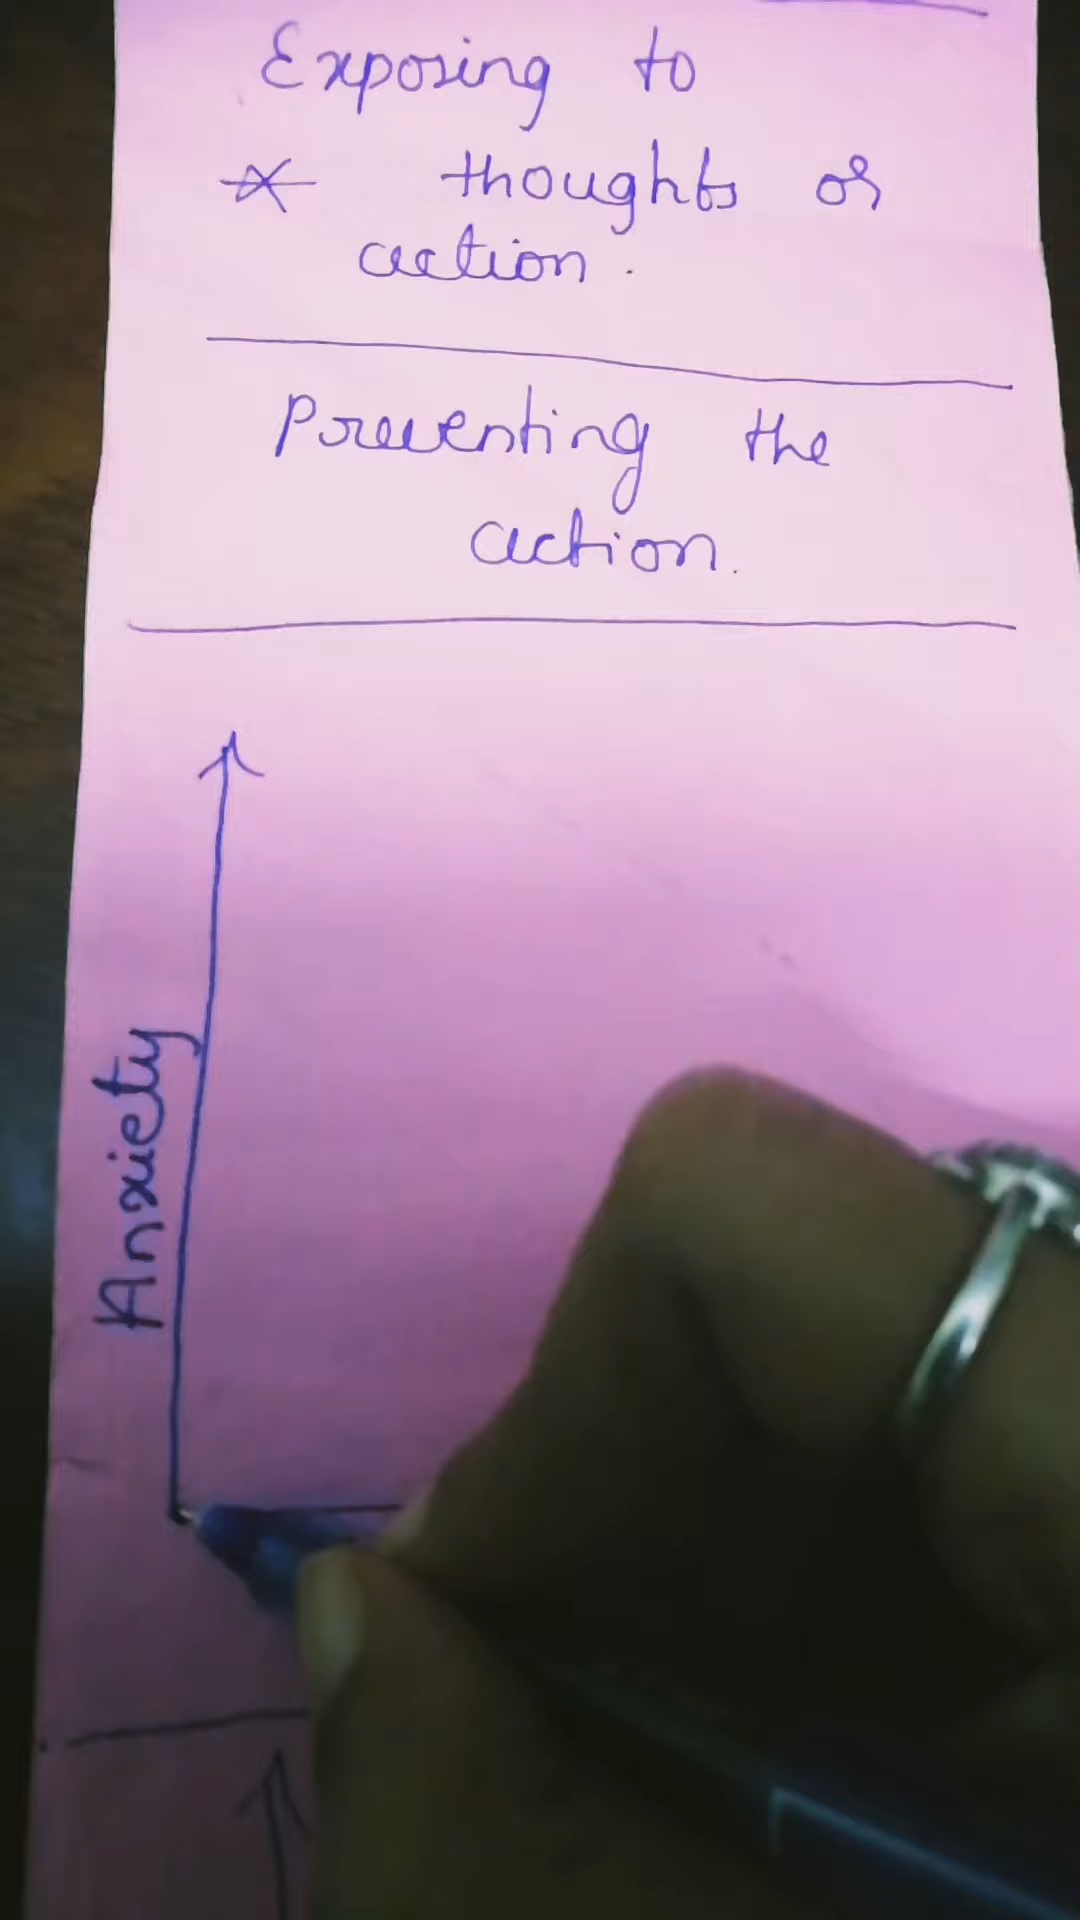 Exposing to
* thoughts or
action.
Preventing the
action.
Anxiety